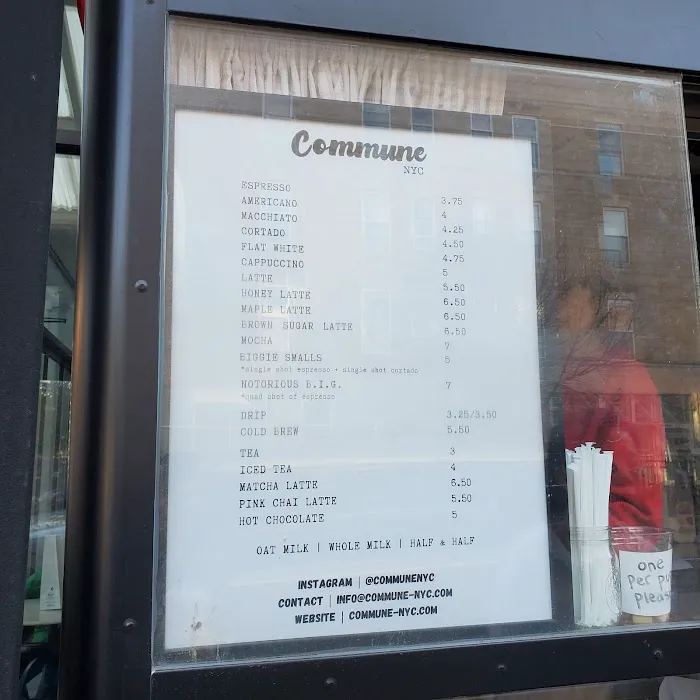 Commune
NYC
ESPRESSO 3.75
AMERICANO 4
MACCHIATO 4.25
CORTADO 4.50
FLAT WHITE 4.75
CAPPUCCINO 5
LATTE 5.50
HONEY LATTE 6.50
MAPLE LATTE 6.50
BROWN SUGAR LATTE 6.50
MOCHA 7
BIGGIE SMALLS 5
*single shot espresso + single shot cortado
NOTORIOUS B.I.G. 7
*quad shot of espresso
DRIP 3.25/3.50
COLD BREW 5.50
TEA 3
ICED TEA 4
MATCHA LATTE 6.50
PINK CHAI LATTE 5.50
HOT CHOCOLATE 5
OAT MILK | WHOLE MILK | HALF & HALF
INSTAGRAM | @COMMUNENYC
CONTACT | INFO@COMMUNE-NYC.COM
WEBSITE | COMMUNE-NYC.COM
one
per
Please